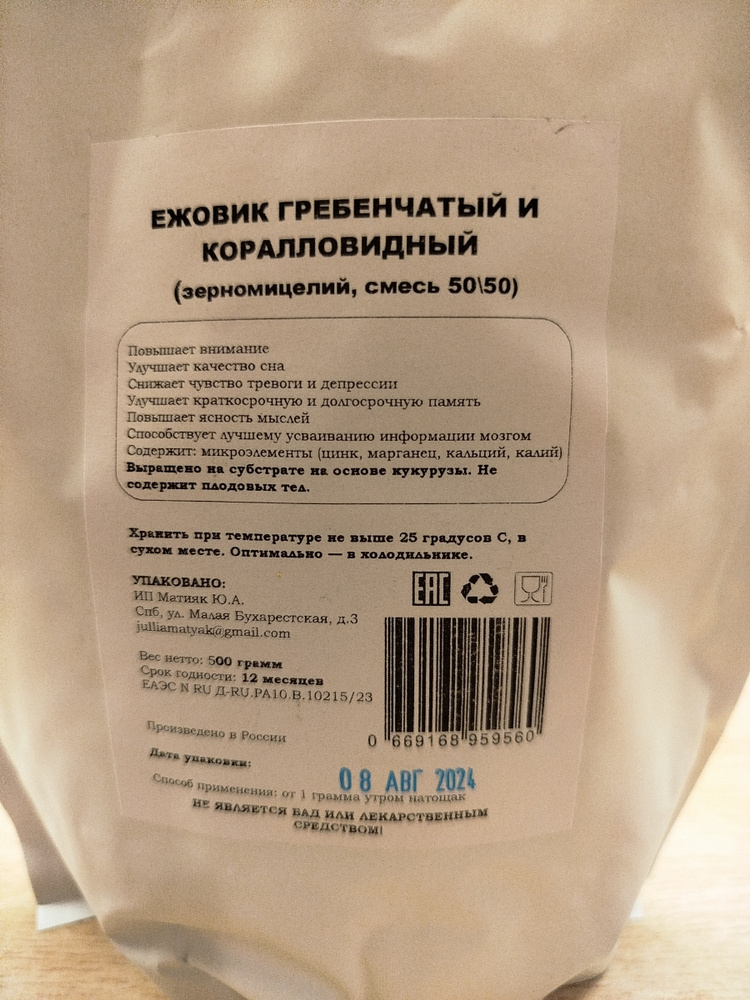 ЕЖОВИК ГРЕБЕНЧАТЫЙ И
КОРАЛЛОВИДНЫЙ
(зерномицелий, смесь 50\50)
Повышает внимание
Улучшает качество сна
Снижает чувство тревоги и депрессии
Улучшает краткосрочную и долгосрочную память
Повышает ясность мыслей
Способствует лучшему усваиванию информации мозгом
Содержит: микроэлементы (цинк, марганец, кальций, калий)
Выращено на субстрате на основе кукурузы. Не
содержит плодовых тел.
Хранить при температуре не выше 25 градусов С, в
сухом месте. Оптимально — в холодильнике.
УПАКОВАНО:
ИП Матияк Ю.А.
Спб, ул. Малая Бухарестская, д.3
julliamatyak@gmail.com
EAC
Вес нетто: 500 грамм
Срок годности: 12 месяцев
ЕАЭС N RU Д-RU.РА10.В.10215/23
0 669168 959560
Произведено в России
Дата упаковки:
08 АВГ 2024
Способ применения: от 1 грамма утром натощак
НЕ ЯВЛЯЕТСЯ БАД ИЛИ ЛЕКАРСТВЕННЫМ
СРЕДСТВОМ!